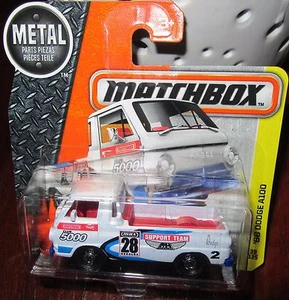 METAL
PARTS PIEZAS
PIÈCES TEILE
MATCHBOX
'66 DODGE A100
5000
5000
28
SUPPORT TEAM
2